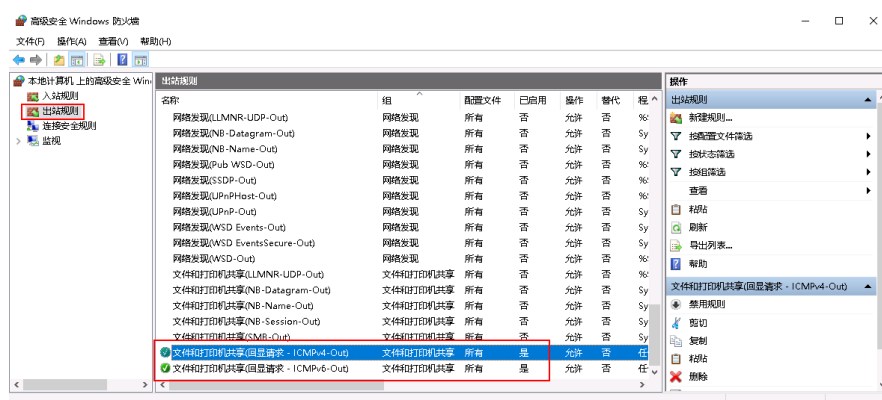 高级安全 Windows 防火墙
文件(F) 操作(A) 查看(V) 帮助(H)
本地计算机 上的高级安全 Win
入站规则
出站规则
连接安全规则
监视
出站规则
名称 组 配置文件 已启用 操作 替代 程
网络发现(LLMNR-UDP-Out) 网络发现 所有 否 允许 否 %
网络发现(NB-Datagram-Out) 网络发现 所有 否 允许 否 Sy
网络发现(NB-Name-Out) 网络发现 所有 否 允许 否 Sy
网络发现(Pub WSD-Out) 网络发现 所有 否 允许 否 %
网络发现(SSDP-Out) 网络发现 所有 否 允许 否 %
网络发现(UPnPHost-Out) 网络发现 所有 否 允许 否 Sy
网络发现(UPnP-Out) 网络发现 所有 否 允许 否 Sy
网络发现(WSD Events-Out) 网络发现 所有 否 允许 否 Sy
网络发现(WSD EventsSecure-Out) 网络发现 所有 否 允许 否 Sy
网络发现(WSD-Out) 网络发现 所有 否 允许 否 %
文件和打印机共享(LLMNR-UDP-Out) 文件和打印机共享 所有 否 允许 否 %
文件和打印机共享(NB-Datagram-Out) 文件和打印机共享 所有 否 允许 否 Sy
文件和打印机共享(NB-Name-Out) 文件和打印机共享 所有 否 允许 否 Sy
文件和打印机共享(NB-Session-Out) 文件和打印机共享 所有 否 允许 否 Sy
文件和打印机共享(SMB-Out) 文件和打印机共享 所有 否 允许 否 Sy
文件和打印机共享(回显请求 - ICMPv4-Out) 文件和打印机共享 所有 是 允许 否 任
文件和打印机共享(回显请求 - ICMPv6-Out) 文件和打印机共享 所有 是 允许 否 任
操作
出站规则
新建规则...
按配置文件筛选
按状态筛选
按组筛选
查看
粘贴
刷新
导出列表...
帮助
文件和打印机共享(回显请求 - ICMPv4-Out)
禁用规则
剪切
复制
粘贴
删除